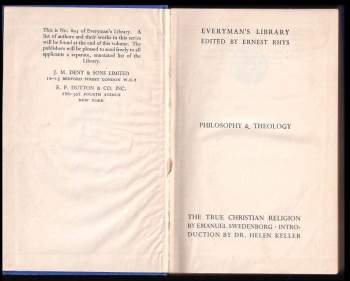 This is No. 893 of Everyman's Library. A
list of authors and their works in this series
will be found at the end of this volume. The
publishers will be pleased to send freely to all
applicants a separate, annotated list of the
Library.
J. M. DENT & SONS LIMITED
10-13 BEDFORD STREET LONDON W.C.2
E. P. DUTTON & CO. INC.
286-302 FOURTH AVENUE
NEW YORK
EVERYMAN'S LIBRARY
EDITED BY ERNEST RHYS
PHILOSOPHY & THEOLOGY
THE TRUE CHRISTIAN RELIGION
BY EMANUEL SWEDENBORG · INTRO-
DUCTION BY DR. HELEN KELLER